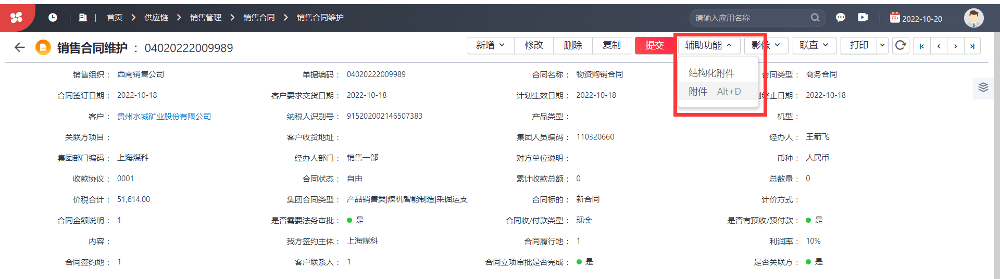 首页 供应链 销售管理 销售合同 销售合同维护 请输入应用名称 2022-10-20
销售合同维护 : 04020222009989 新增 修改 删除 复制 提交 辅助功能 影像 联查 打印
结构化附件
附件 Alt+D
销售组织: 西南销售公司 单据编码: 04020222009989 合同名称: 物资购销合同 合同类型: 商务合同
合同签订日期: 2022-10-18 客户要求交货日期: 2022-10-18 计划生效日期: 2022-10-18 终止日期: 2022-10-18
客户: 贵州水城矿业股份有限公司 纳税人识别号: 915202002146507383 产品类型: 机型:
关联方项目: 客户收货地址: 集团人员编码: 110320660 经办人: 王箭飞
集团部门编码: 上海煤科 经办人部门: 销售一部 对方单位说明: 币种: 人民币
收款协议: 0001 合同状态: 自由 累计收款总额: 0 总数量: 0
价税合计: 51,614.00 集团合同类型: 产品销售类|煤机智能制造|采掘运支 合同标的: 新合同 计价方式:
合同金额说明: 1 是否需要法务审批: 是 合同收/付款类型: 现金 是否有预收/预付款: 是
内容: 我方签约主体: 上海煤科 合同履行地: 1 利润率: 10%
合同签约地: 1 客户联系人: 1 合同立项审批是否完成: 是 是否关联方: 是